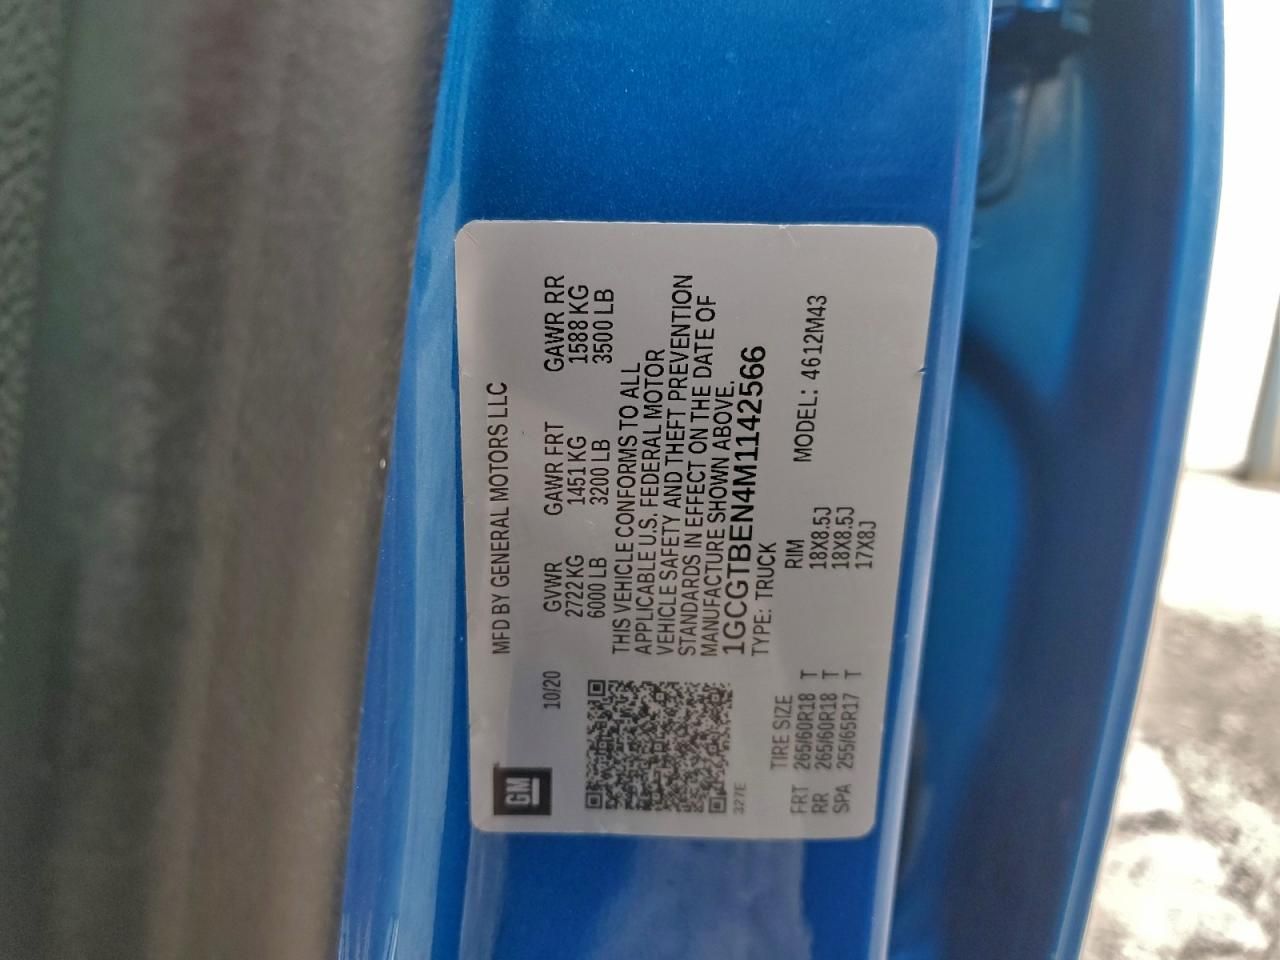 MFD BY GENERAL MOTORS LLC
10/20
GVWR GAWR FRT GAWR RR
2722 KG 1451 KG 1588 KG
6000 LB 3200 LB 3500 LB
THIS VEHICLE CONFORMS TO ALL
APPLICABLE U.S. FEDERAL MOTOR
VEHICLE SAFETY AND THEFT PREVENTION
STANDARDS IN EFFECT ON THE DATE OF
MANUFACTURE SHOWN ABOVE.
1GCGTBEN4M1142566
TYPE: TRUCK
MODEL: 4612M43
GM
327E
TIRE SIZE RIM
FRT 265/60R18 T 18X8.5J
RR 265/60R18 T 18X8.5J
SPA 255/65R17 T 17X8J